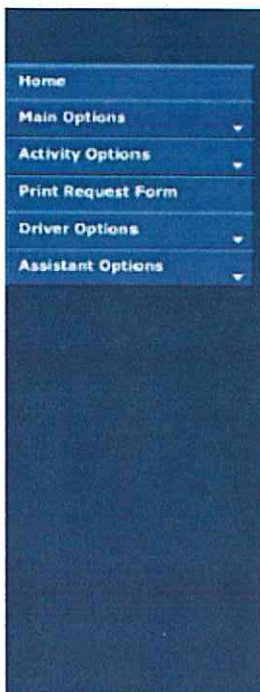 Home
Main Options
Activity Options
Print Request Form
Driver Options
Assistant Options